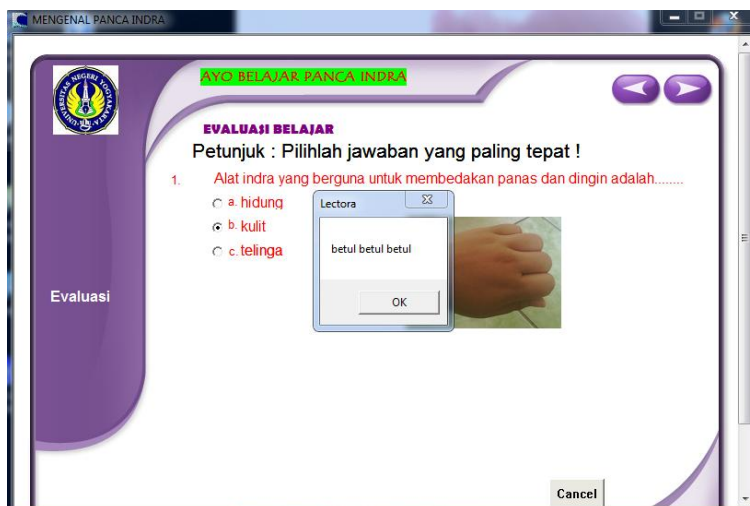 MENGENAL PANCA INDRA
AYO BELAJAR PANCA INDRA
EVALUASI BELAJAR
Petunjuk : Pilihlah jawaban yang paling tepat !
1. Alat indra yang berguna untuk membedakan panas dan dingin adalah........
a. hidung
b. kulit
c. telinga
Lectora
betul betul betul
OK
Evaluasi
Cancel